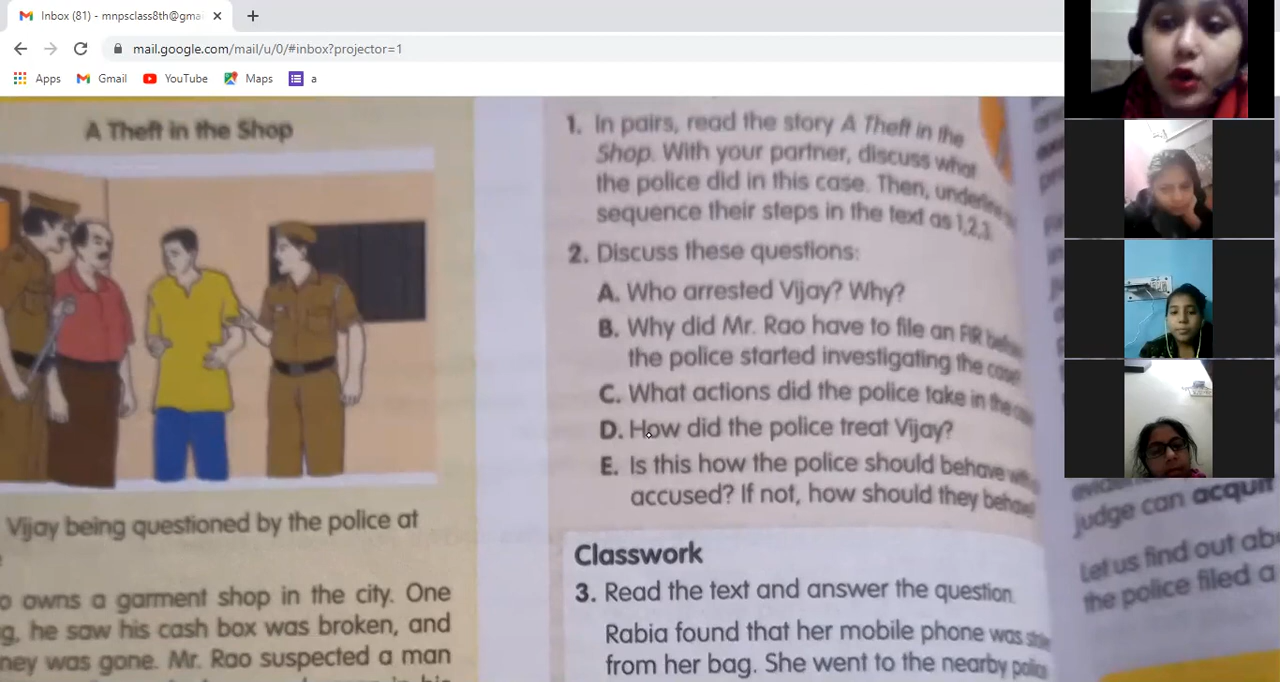 Inbox (81) - mnpsclass8th@gma
mail.google.com/mail/u/0/#inbox?projector=1
Apps Gmail YouTube Maps a
A Theft in the Shop
Vijay being questioned by the police at
owns a garment shop in the city. One
he saw his cash box was broken, and
was gone. Mr. Rao suspected a man
1. In pairs, read the story A Theft in the
Shop. With your partner, discuss what
the police did in this case. Then,
sequence their steps in the text as 1,2,3
2. Discuss these questions:
A. Who arrested Vijay? Why?
B. Why did Mr. Rao have to file an FIR
the police started investigating the case
C. What actions did the police take in the
D. How did the police treat Vijay?
E. Is this how the police should behave
accused? If not, how should they
Classwork
3. Read the text and answer the question.
Rabia found that her mobile phone was
from her bag. She went to the nearby
judge can acquit
Let us find out
the police filed a